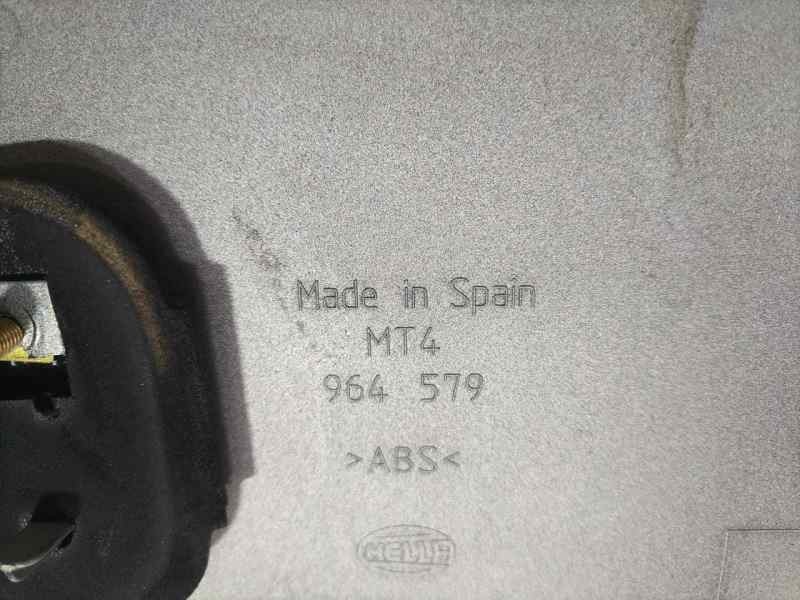 Made in Spain
MT4
964 579
>ABS<
HELLA